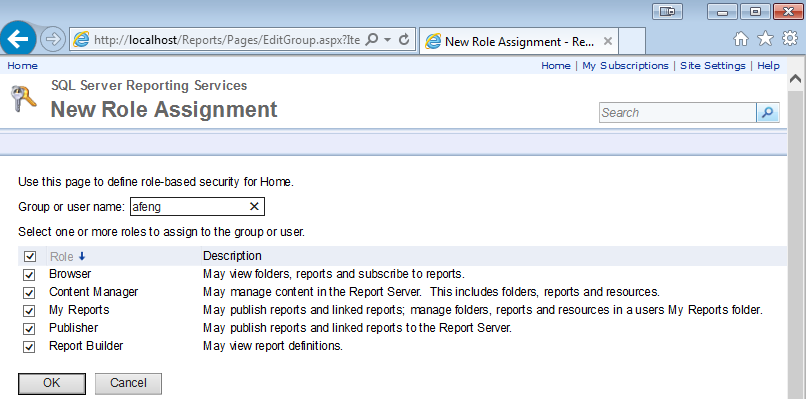 http://localhost/Reports/Pages/EditGroup.aspx?Ite
New Role Assignment - Re...
Home
Home | My Subscriptions | Site Settings | Help
SQL Server Reporting Services
New Role Assignment
Search
Use this page to define role-based security for Home.
Group or user name: afeng
Select one or more roles to assign to the group or user.
Role Description
Browser May view folders, reports and subscribe to reports.
Content Manager May manage content in the Report Server. This includes folders, reports and resources.
My Reports May publish reports and linked reports; manage folders, reports and resources in a users My Reports folder.
Publisher May publish reports and linked reports to the Report Server.
Report Builder May view report definitions.
OK Cancel